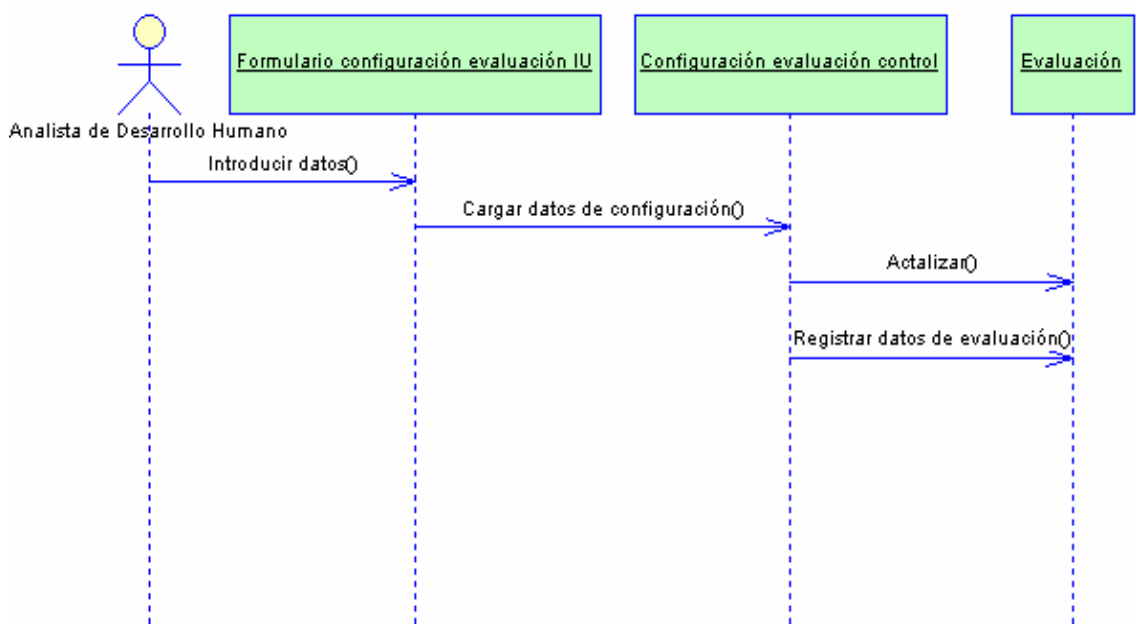 Formulario configuración evaluación IU
Configuración evaluación control
Evaluación
Analista de Desarrollo Humano
Introducir datos()
Cargar datos de configuración()
Actalizar()
Registrar datos de evaluación()